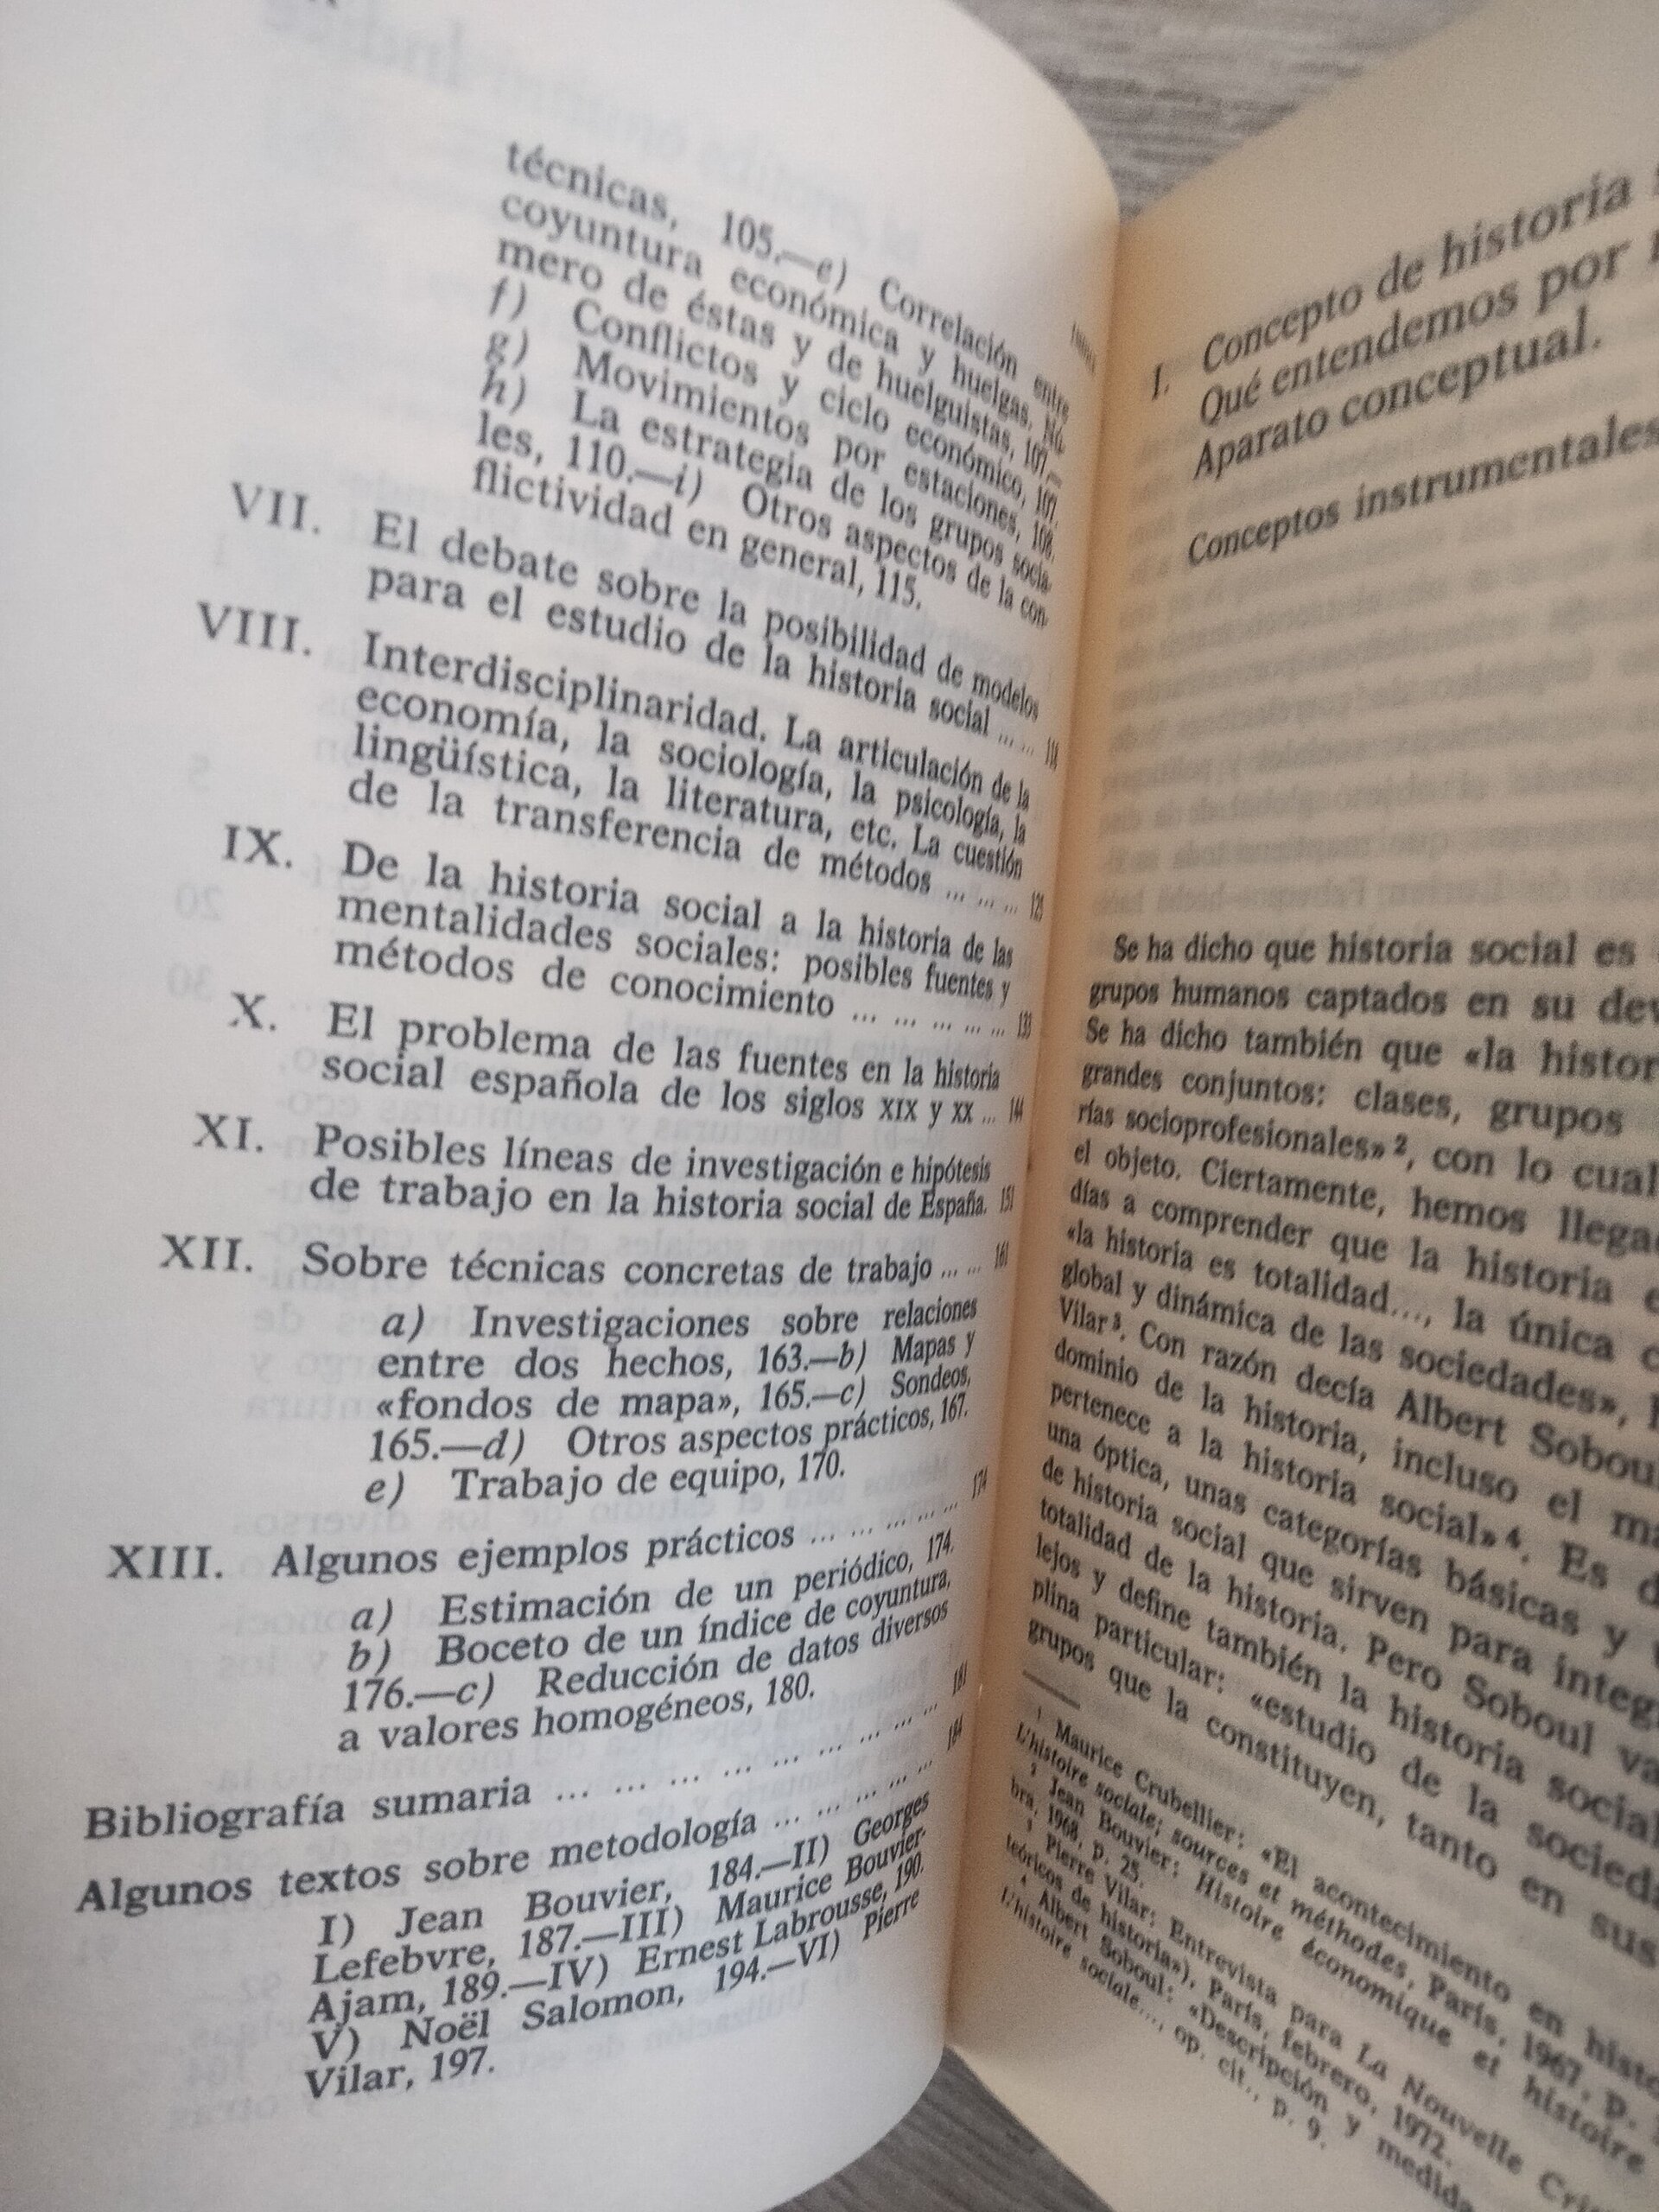 técnicas, 105.—e) Correlación entre
coyuntura económica y huelgas. Nú-
mero de éstas y de huelguistas, 107.—
f) Conflictos y ciclo económico, 107.
g) Movimientos por estaciones, 108.
h) La estrategia de los grupos socia-
les, 110.—i) Otros aspectos de la con-
flictividad en general, 115.
VII. El debate sobre la posibilidad de modelos
para el estudio de la historia social ... ...
VIII. Interdisciplinaridad. La articulación de la
economía, la sociología, la psicología, la
lingüística, la literatura, etc. La cuestión
de la transferencia de métodos ... ... ...
IX. De la historia social a la historia de las
mentalidades sociales: posibles fuentes y
métodos de conocimiento ... ... ... ... ... 133
X. El problema de las fuentes en la historia
social española de los siglos XIX y XX ... 144
XI. Posibles líneas de investigación e hipótesis
de trabajo en la historia social de España. 151
XII. Sobre técnicas concretas de trabajo ... ... 161
a) Investigaciones sobre relaciones
entre dos hechos, 163.—b) Mapas y
«fondos de mapa», 165.—c) Sondeos,
165.—d) Otros aspectos prácticos, 167.
e) Trabajo de equipo, 170.
XIII. Algunos ejemplos prácticos ... ... ... ... ... 174
a) Estimación de un periódico, 174.
b) Boceto de un índice de coyuntura,
176.—c) Reducción de datos diversos
a valores homogéneos, 180.
Bibliografía sumaria ... ... ... ... ... ... ... ... 181
Algunos textos sobre metodología ... ... ... ... 184
I) Jean Bouvier, 184.—II) Georges
Lefebvre, 187.—III) Maurice Bouvier-
Ajam, 189.—IV) Ernest Labrousse, 190.
V) Noël Salomon, 194.—VI) Pierre
Vilar, 197.
I. Concepto de historia
Qué entendemos por
Aparato conceptual.
Conceptos instrumentales
Se ha dicho que historia social es
grupos humanos captados en su
Se ha dicho también que «la
grandes conjuntos: clases, grupos
rías socioprofesionales» 2, con lo cual
el objeto. Ciertamente, hemos
días a comprender que la historia
«la historia es totalidad..., la única
global y dinámica de las sociedades»,
Vilar 3. Con razón decía Albert
dominio de la historia, incluso el
pertenece a la historia social» 4. Es
una óptica, unas categorías básicas y
de historia social que sirven para
totalidad de la historia. Pero Soboul
lejos y define también la historia
plina particular: «estudio de la
grupos que la constituyen, tanto en sus
1 Maurice Crubellier: «El acontecimiento en
L'histoire sociale; sources et méthodes, París, 1967, p.
2 Jean Bouvier: Histoire économique et histoire
bra, 1968, p. 25.
3 Pierre Vilar: Entrevista para La Nouvelle
teóricos de historia»). París, febrero, 1972.
4 Albert Soboul: «Descripción y
L'histoire sociale..., op. cit., p. 9.